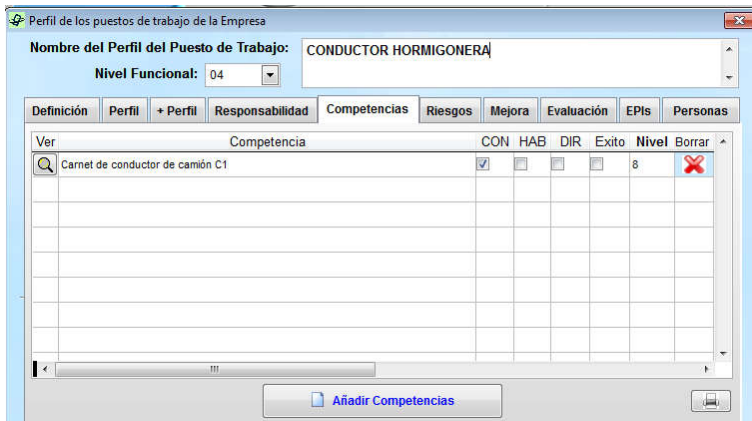 Perfil de los puestos de trabajo de la Empresa
Nombre del Perfil del Puesto de Trabajo: CONDUCTOR HORMIGONERA
Nivel Funcional: 04
Definición Perfil + Perfil Responsabilidad Competencias Riesgos Mejora Evaluación EPIs Personas
Ver Competencia CON HAB DIR Exito Nivel Borrar
Carnet de conductor de camión C1 8
Añadir Competencias